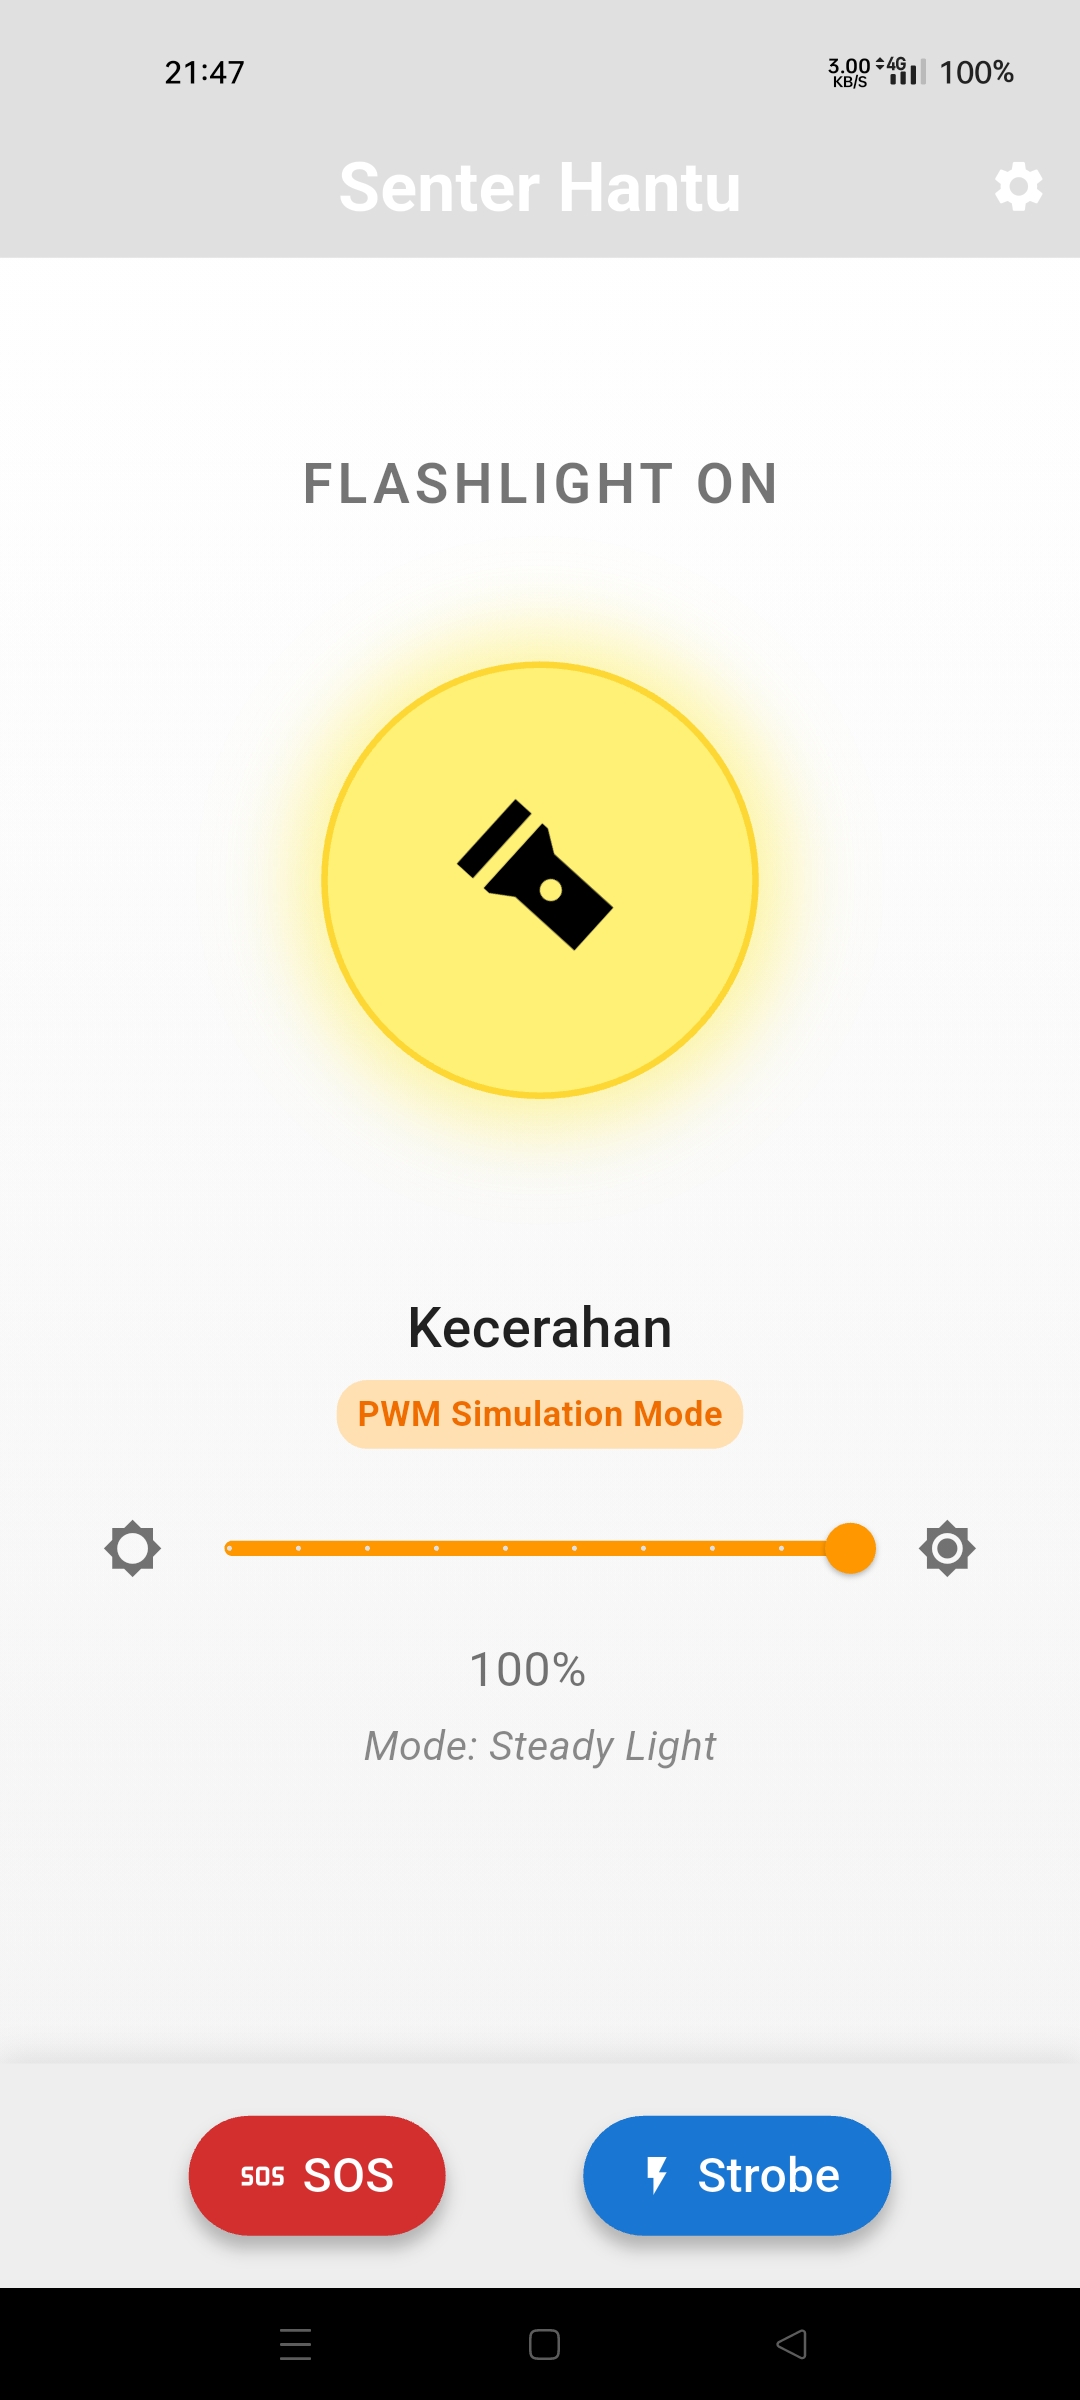 21:47
3.00 KB/S 4G 100%
Senter Hantu
FLASHLIGHT ON
Kecerahan
PWM Simulation Mode
100%
Mode: Steady Light
SOS SOS
Strobe